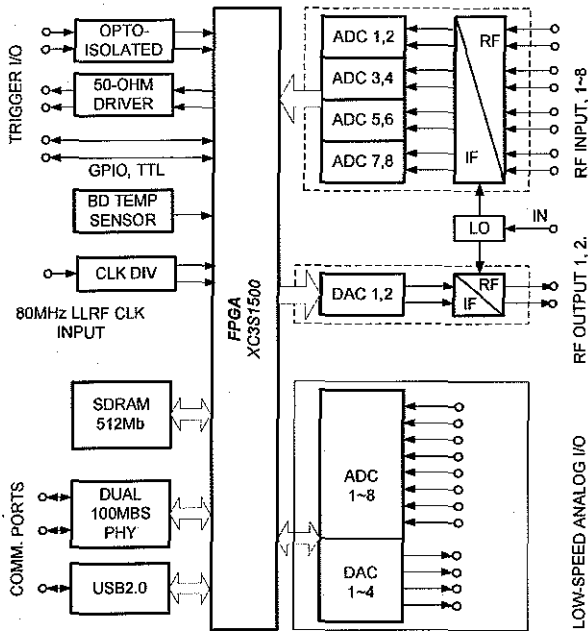 TRIGGER I/O
OPTO-
ISOLATED
50-OHM
DRIVER
GPIO, TTL
BD TEMP
SENSOR
CLK DIV
80MHz LLRF CLK
INPUT
SDRAM
512Mb
COMM. PORTS
DUAL
100MBS
PHY
USB2.0
FPGA
XC3S1500
ADC 1,2
ADC 3,4
ADC 5,6
ADC 7,8
RF
IF
RF INPUT, 1~8
LO
IN
DAC 1,2
RF
IF
RF OUTPUT 1, 2.
ADC
1~8
DAC
1~4
LOW-SPEED ANALOG I/O